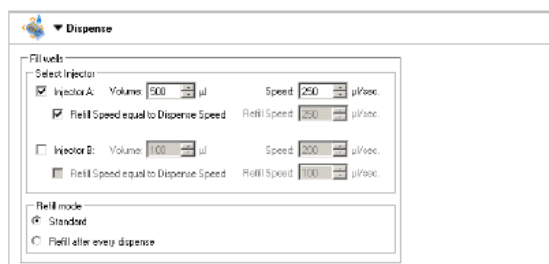 Dispense
Fill wells
Select Injector
Injector A: Volume: 500 µl Speed: 250 µl/sec.
Refill Speed equal to Dispense Speed Refill Speed: 250 µl/sec.
Injector B: Volume: 100 µl Speed: 200 µl/sec.
Refill Speed equal to Dispense Speed Refill Speed: 100 µl/sec.
Refill mode
Standard
Refill after every dispense